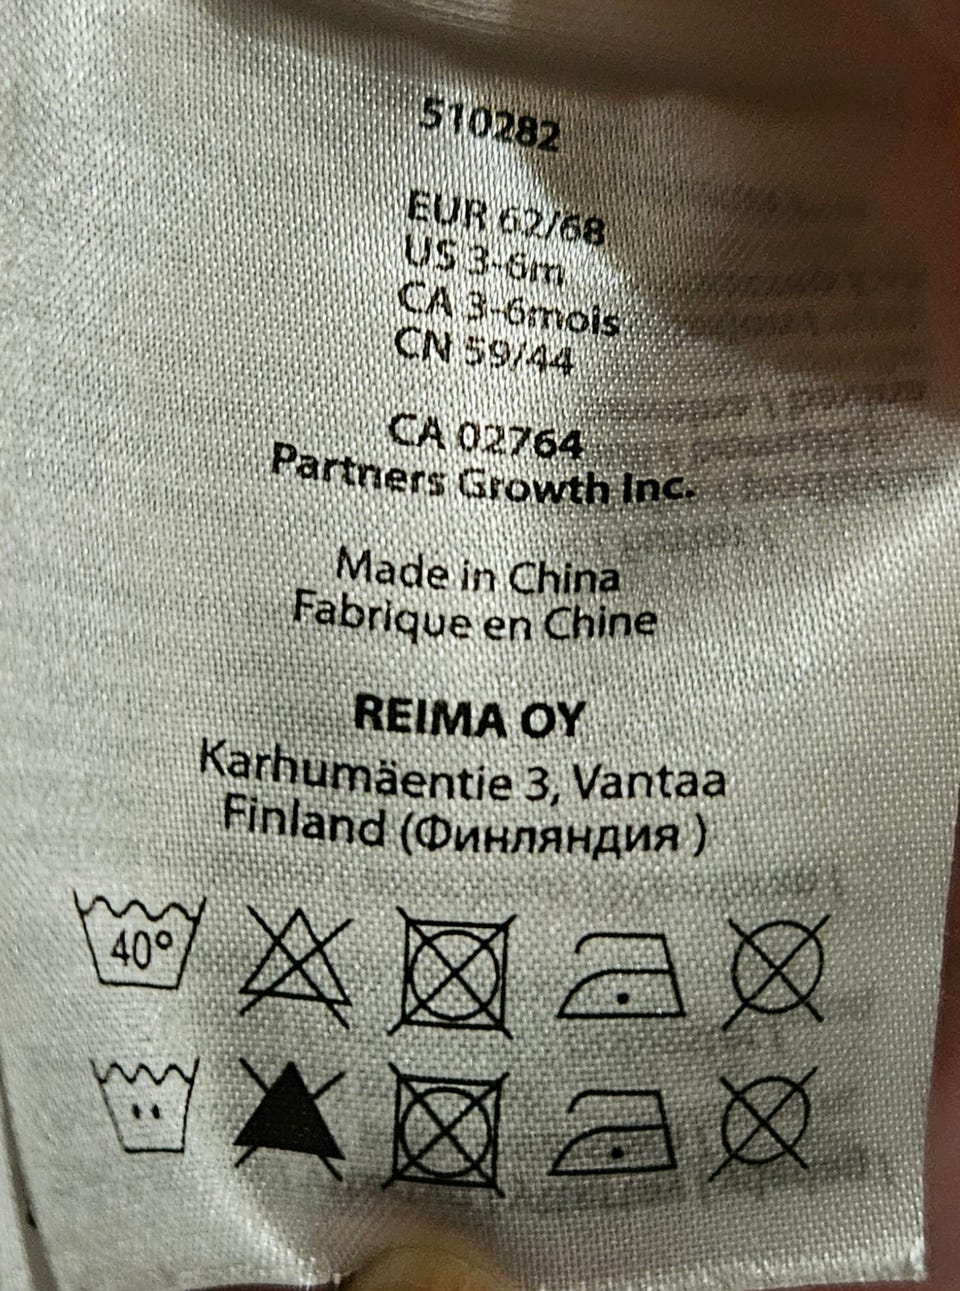 510282
EUR 62/68
US 3-6m
CA 3-6mois
CN 59/44
CA 02764
Partners Growth Inc.
Made in China
Fabrique en Chine
REIMA OY
Karhumäentie 3, Vantaa
Finland (Финляндия )
40°